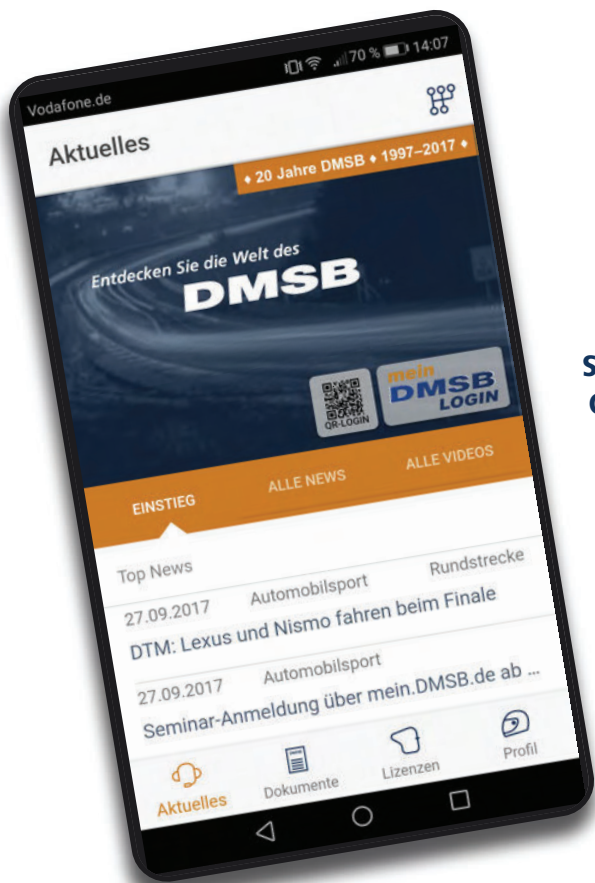 Vodafone.de
70 %
14:07
Aktuelles
♦ 20 Jahre DMSB ♦ 1997–2017 ♦
Entdecken Sie die Welt des
DMSB
QR-LOGIN
mein
DMSB
LOGIN
EINSTIEG
ALLE NEWS
ALLE VIDEOS
Top News
27.09.2017 Automobilsport Rundstrecke
DTM: Lexus und Nismo fahren beim Finale
27.09.2017 Automobilsport
Seminar-Anmeldung über mein.DMSB.de ab ...
Aktuelles
Dokumente
Lizenzen
Profil